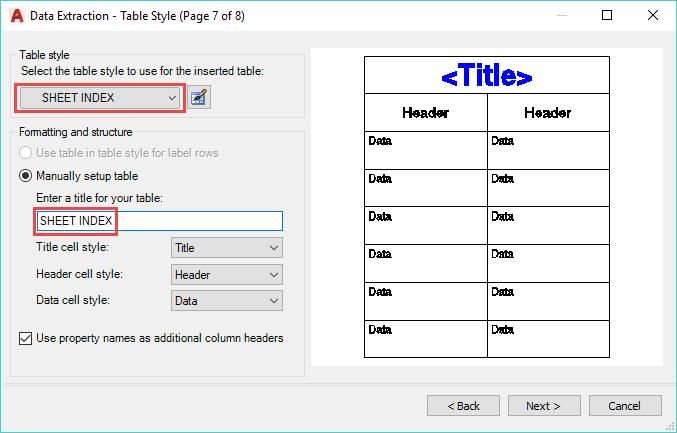 Data Extraction - Table Style (Page 7 of 8)
Table style
Select the table style to use for the inserted table:
SHEET INDEX
Formatting and structure
Use table in table style for label rows
Manually setup table
Enter a title for your table:
SHEET INDEX
Title cell style: Title
Header cell style: Header
Data cell style: Data
Use property names as additional column headers
<Title>
Header Header
Data Data
Data Data
Data Data
Data Data
Data Data
Data Data
< Back Next > Cancel